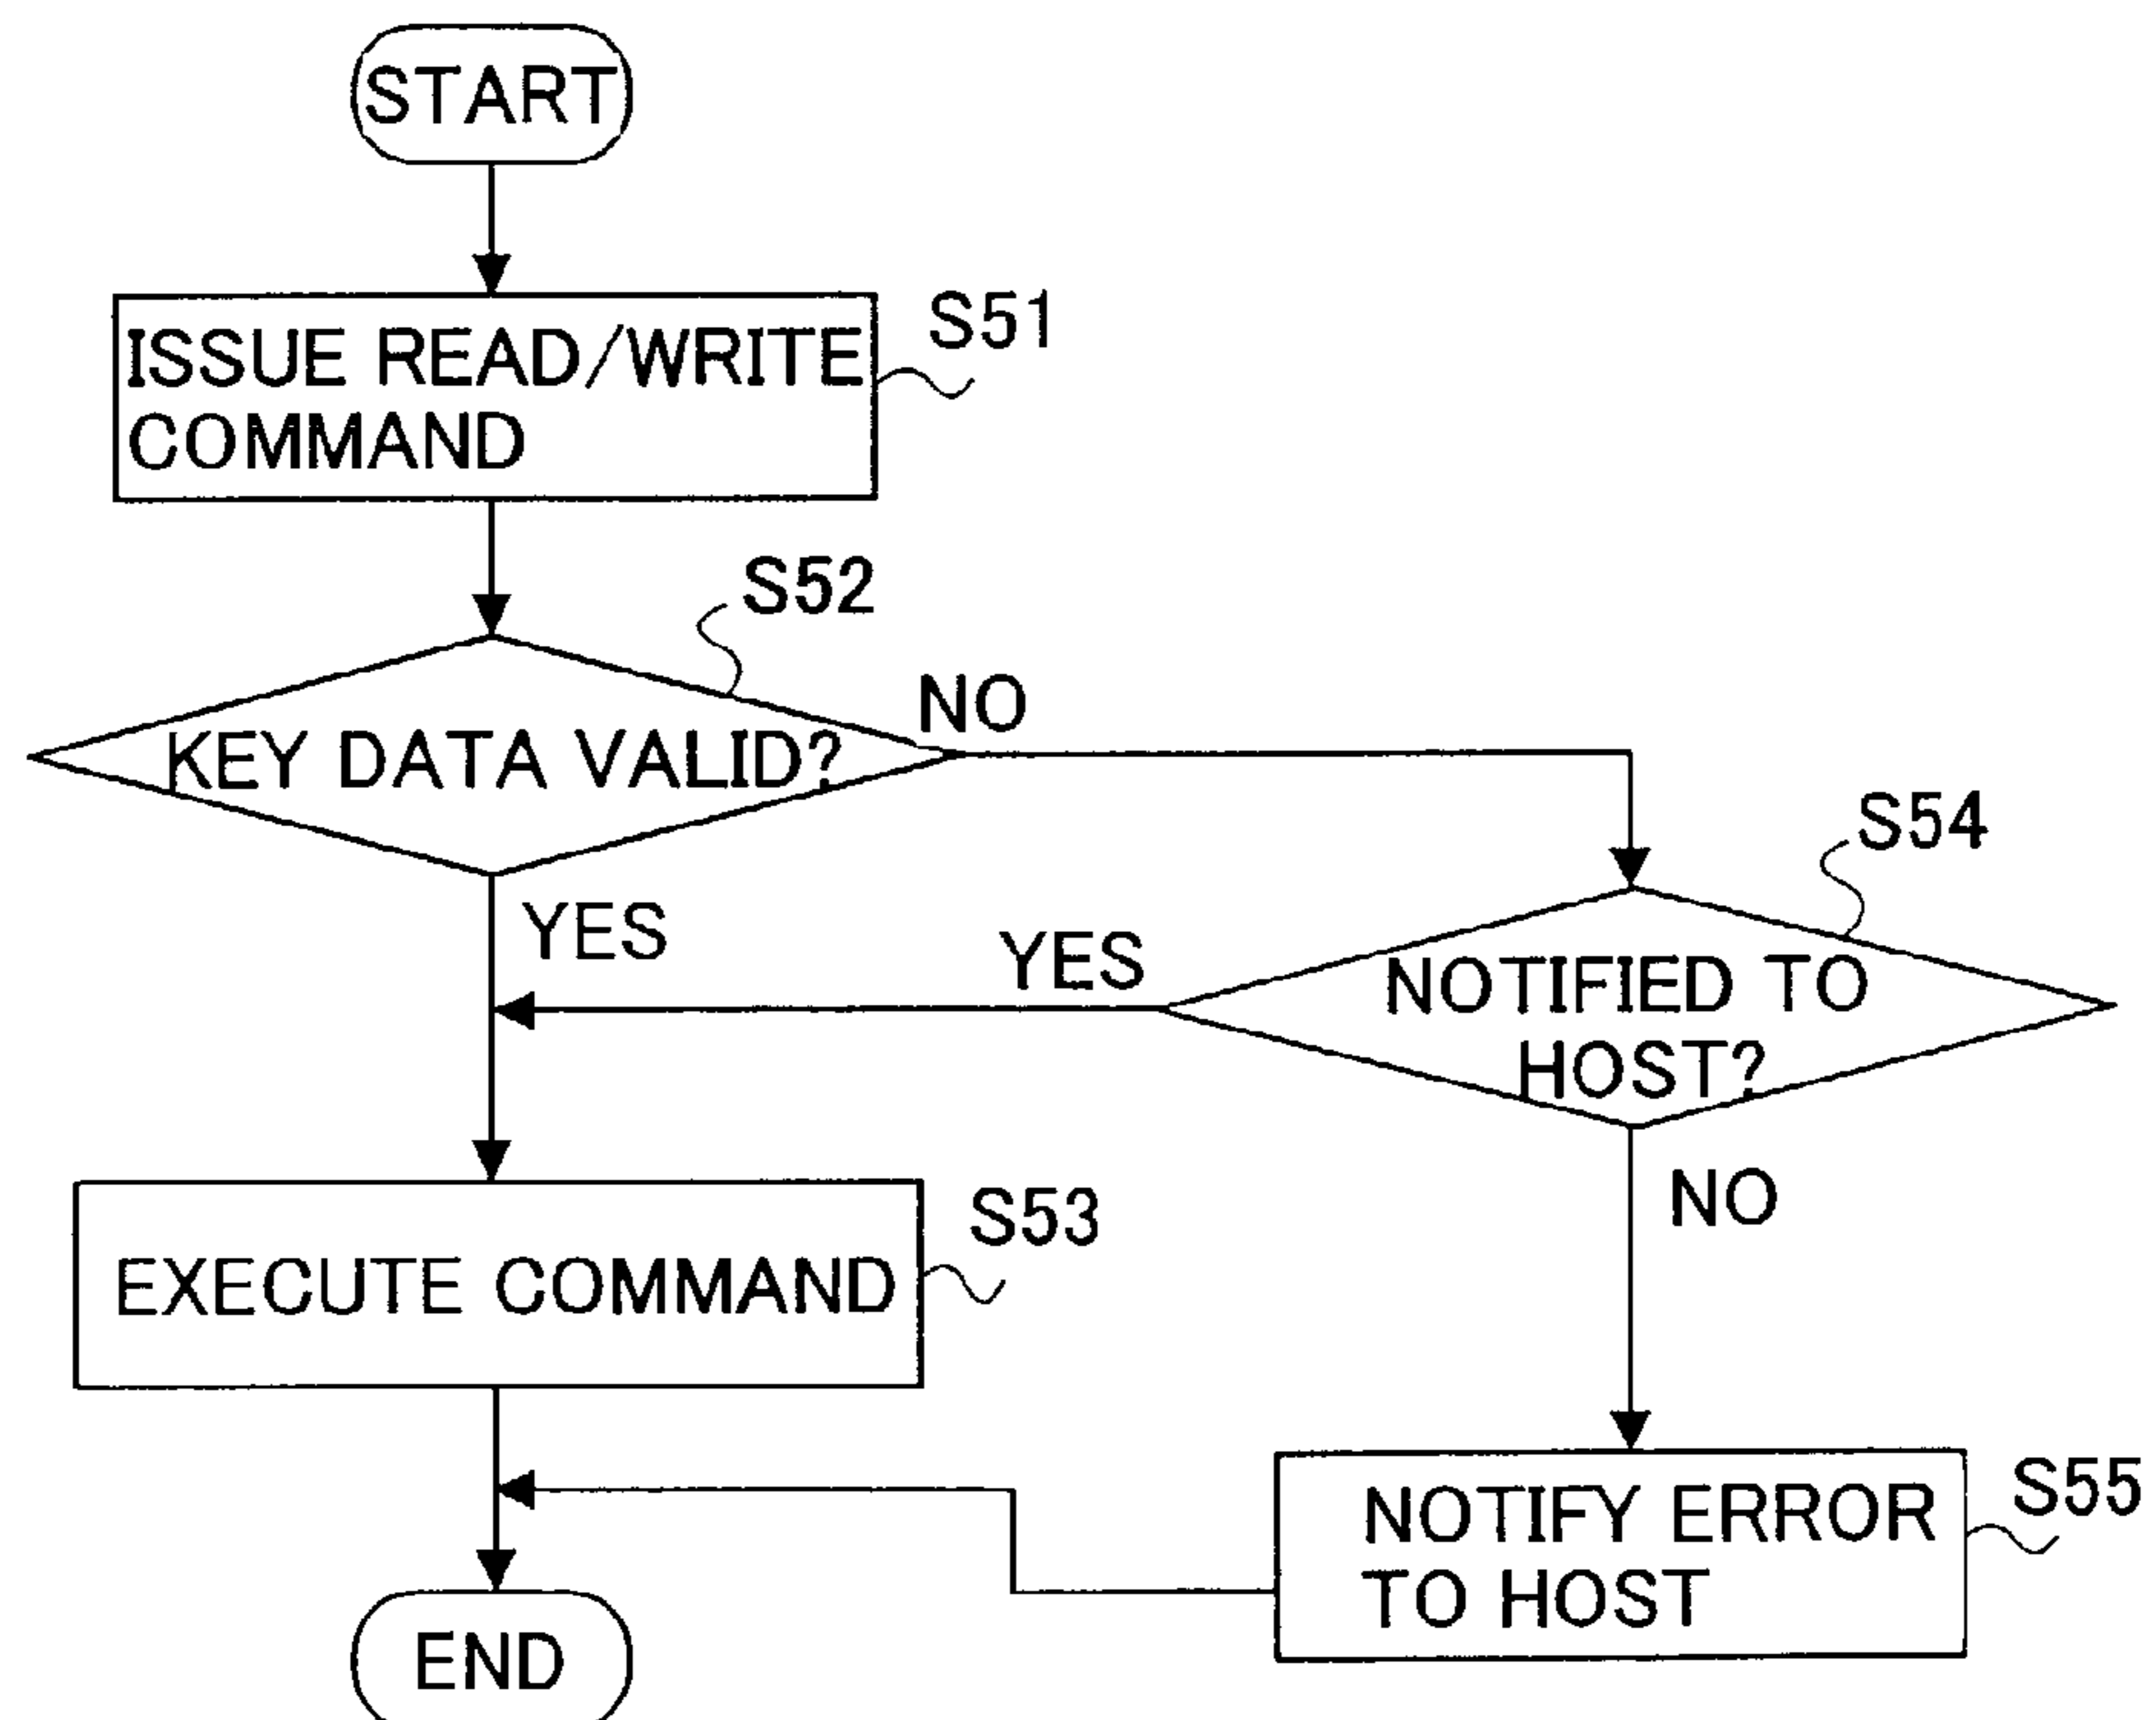 START
ISSUE READ/WRITE
COMMAND
S51
S52
KEY DATA VALID?
NO
YES
S54
NOTIFIED TO
HOST?
YES
NO
EXECUTE COMMAND
S53
NOTIFY ERROR
TO HOST
S55
END